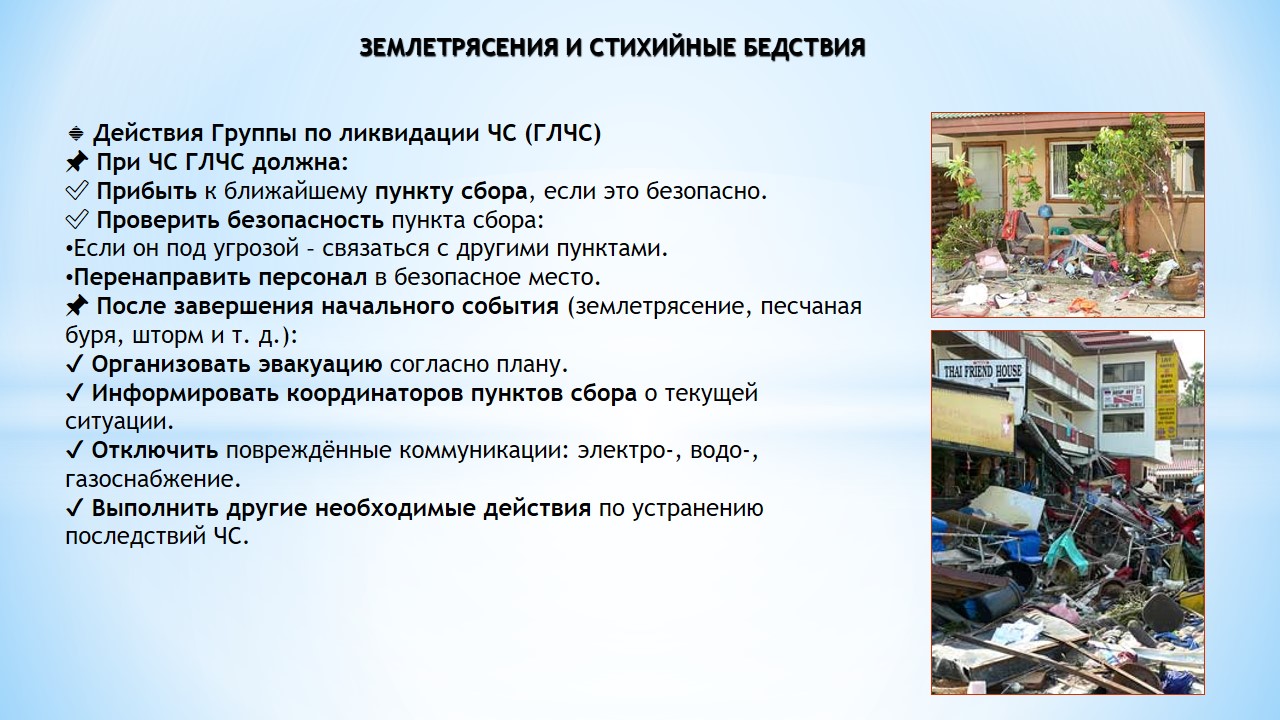 ЗЕМЛЕТРЯСЕНИЯ И СТИХИЙНЫЕ БЕДСТВИЯ
Действия Группы по ликвидации ЧС (ГЛЧС)
📌 При ЧС ГЛЧС должна:
✅ Прибыть к ближайшему пункту сбора, если это безопасно.
✅ Проверить безопасность пункта сбора:
•Если он под угрозой – связаться с другими пунктами.
•Перенаправить персонал в безопасное место.
📌 После завершения начального события (землетрясение, песчаная
буря, шторм и т. д.):
✔ Организовать эвакуацию согласно плану.
✔ Информировать координаторов пунктов сбора о текущей
ситуации.
✔ Отключить повреждённые коммуникации: электро-, водо-,
газоснабжение.
✔ Выполнить другие необходимые действия по устранению
последствий ЧС.
THAI FRIEND HOUSE